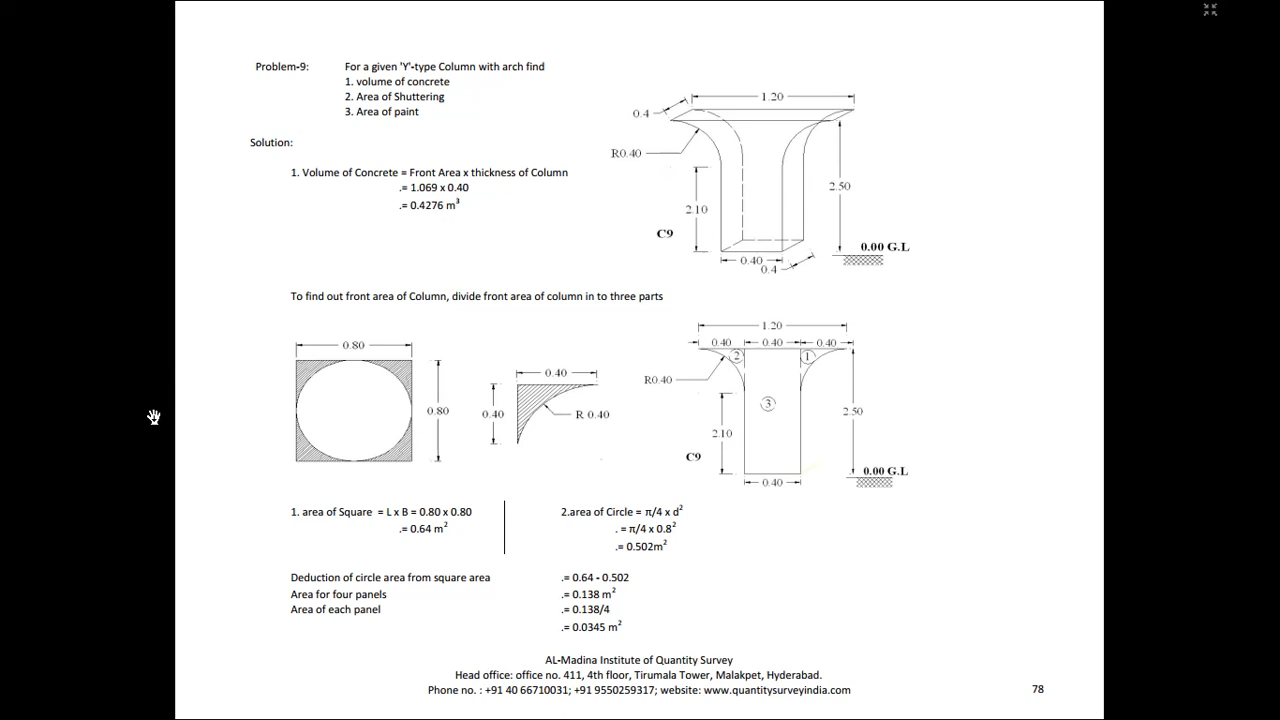 Problem-9: For a given 'Y'-type Column with arch find
1. volume of concrete
2. Area of Shuttering
3. Area of paint
Solution:
1. Volume of Concrete = Front Area x thickness of Column
.= 1.069 x 0.40
.= 0.4276 m³
1.20
0.4
R0.40
2.50
2.10
C9
0.00 G.L
0.40
0.4
To find out front area of Column, divide front area of column in to three parts
0.80
0.80
0.40
0.40
R 0.40
1.20
0.40 0.40 0.40
2 1
R0.40
3
2.50
2.10
C9
0.00 G.L
0.40
1. area of Square = L x B = 0.80 x 0.80
.= 0.64 m²
2.area of Circle = π/4 x d²
. = π/4 x 0.8²
.= 0.502m²
Deduction of circle area from square area .= 0.64 - 0.502
Area for four panels .= 0.138 m²
Area of each panel .= 0.138/4
.= 0.0345 m²
AL-Madina Institute of Quantity Survey
Head office: office no. 411, 4th floor, Tirumala Tower, Malakpet, Hyderabad.
Phone no. : +91 40 66710031; +91 9550259317; website: www.quantitysurveyindia.com
78